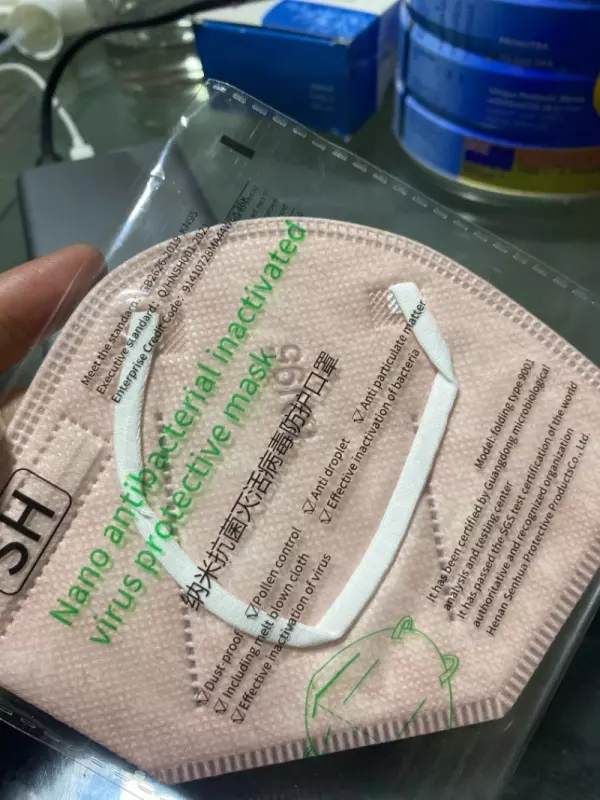 Meet the standard: GB2626-2019 KN95
Executive standard: Q/HNSH001-2022
Enterprise Credit Code:
Nano antibacterial inactivated
virus protective mask
纳米抗菌灭活病毒防护口罩
SH
Dust proof
Pollen control
Anti droplet
Anti particulate matter
Including melt blown cloth
Effective inactivation of bacteria
Effective inactivation of virus
Model: folding type 9001
It has been certified by Guangdong microbiological
analysis and testing center
It has passed the SGS test certification of the world
authoritative and recognized organization
Henan Senhua Protective ProductsCo., Ltd